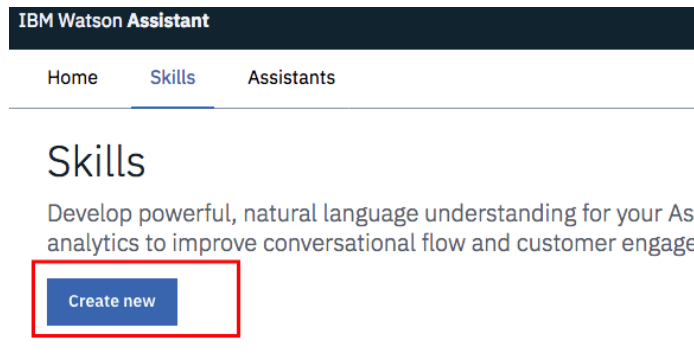 IBM Watson Assistant
Home Skills Assistants
Skills
Develop powerful, natural language understanding for your As
analytics to improve conversational flow and customer engage
Create new